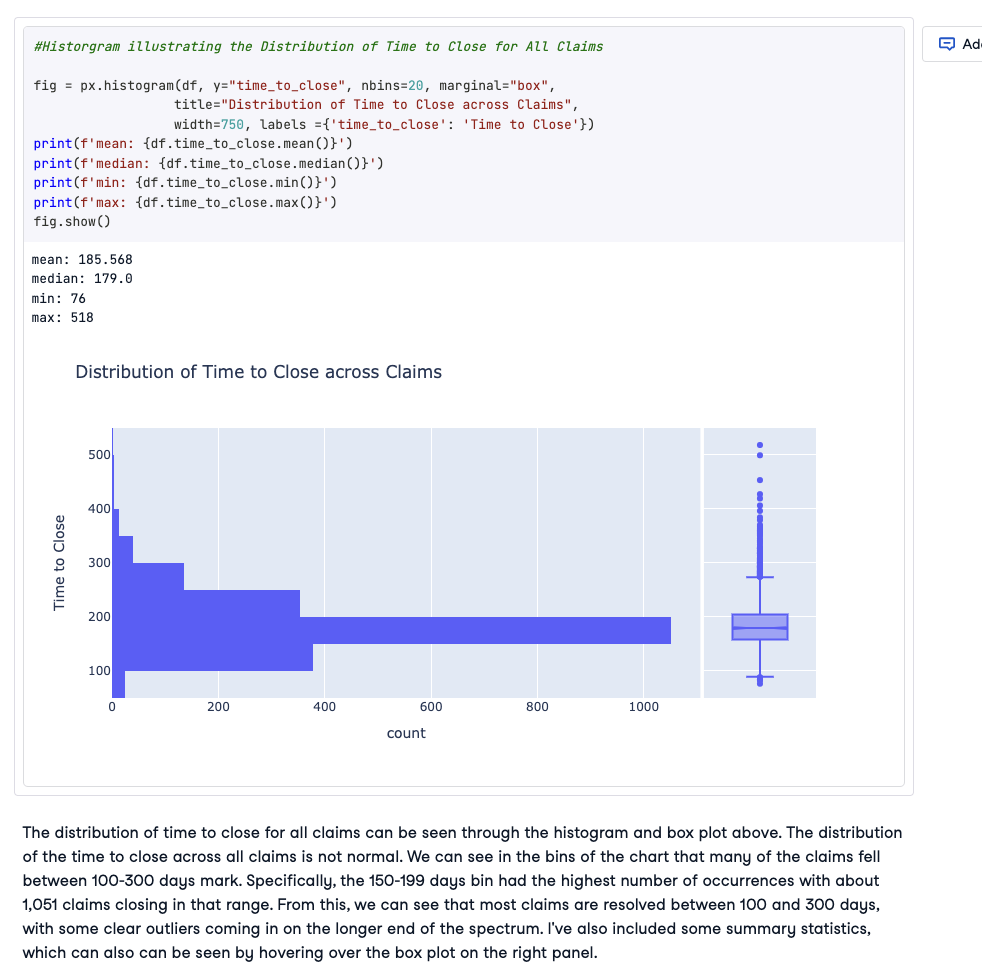 #Historgram illustrating the Distribution of Time to Close for All Claims
Ad
fig = px.histogram(df, y="time_to_close", nbins=20, marginal="box",
title="Distribution of Time to Close across Claims",
width=750, labels ={'time_to_close': 'Time to Close'})
print(f'mean: {df.time_to_close.mean()}')
print(f'median: {df.time_to_close.median()}')
print(f'min: {df.time_to_close.min()}')
print(f'max: {df.time_to_close.max()}')
fig.show()
mean: 185.568
median: 179.0
min: 76
max: 518
Distribution of Time to Close across Claims
500
400
300
200
100
Time to Close
0 200 400 600 800 1000
count
The distribution of time to close for all claims can be seen through the histogram and box plot above. The distribution
of the time to close across all claims is not normal. We can see in the bins of the chart that many of the claims fell
between 100-300 days mark. Specifically, the 150-199 days bin had the highest number of occurrences with about
1,051 claims closing in that range. From this, we can see that most claims are resolved between 100 and 300 days,
with some clear outliers coming in on the longer end of the spectrum. I've also included some summary statistics,
which can also can be seen by hovering over the box plot on the right panel.